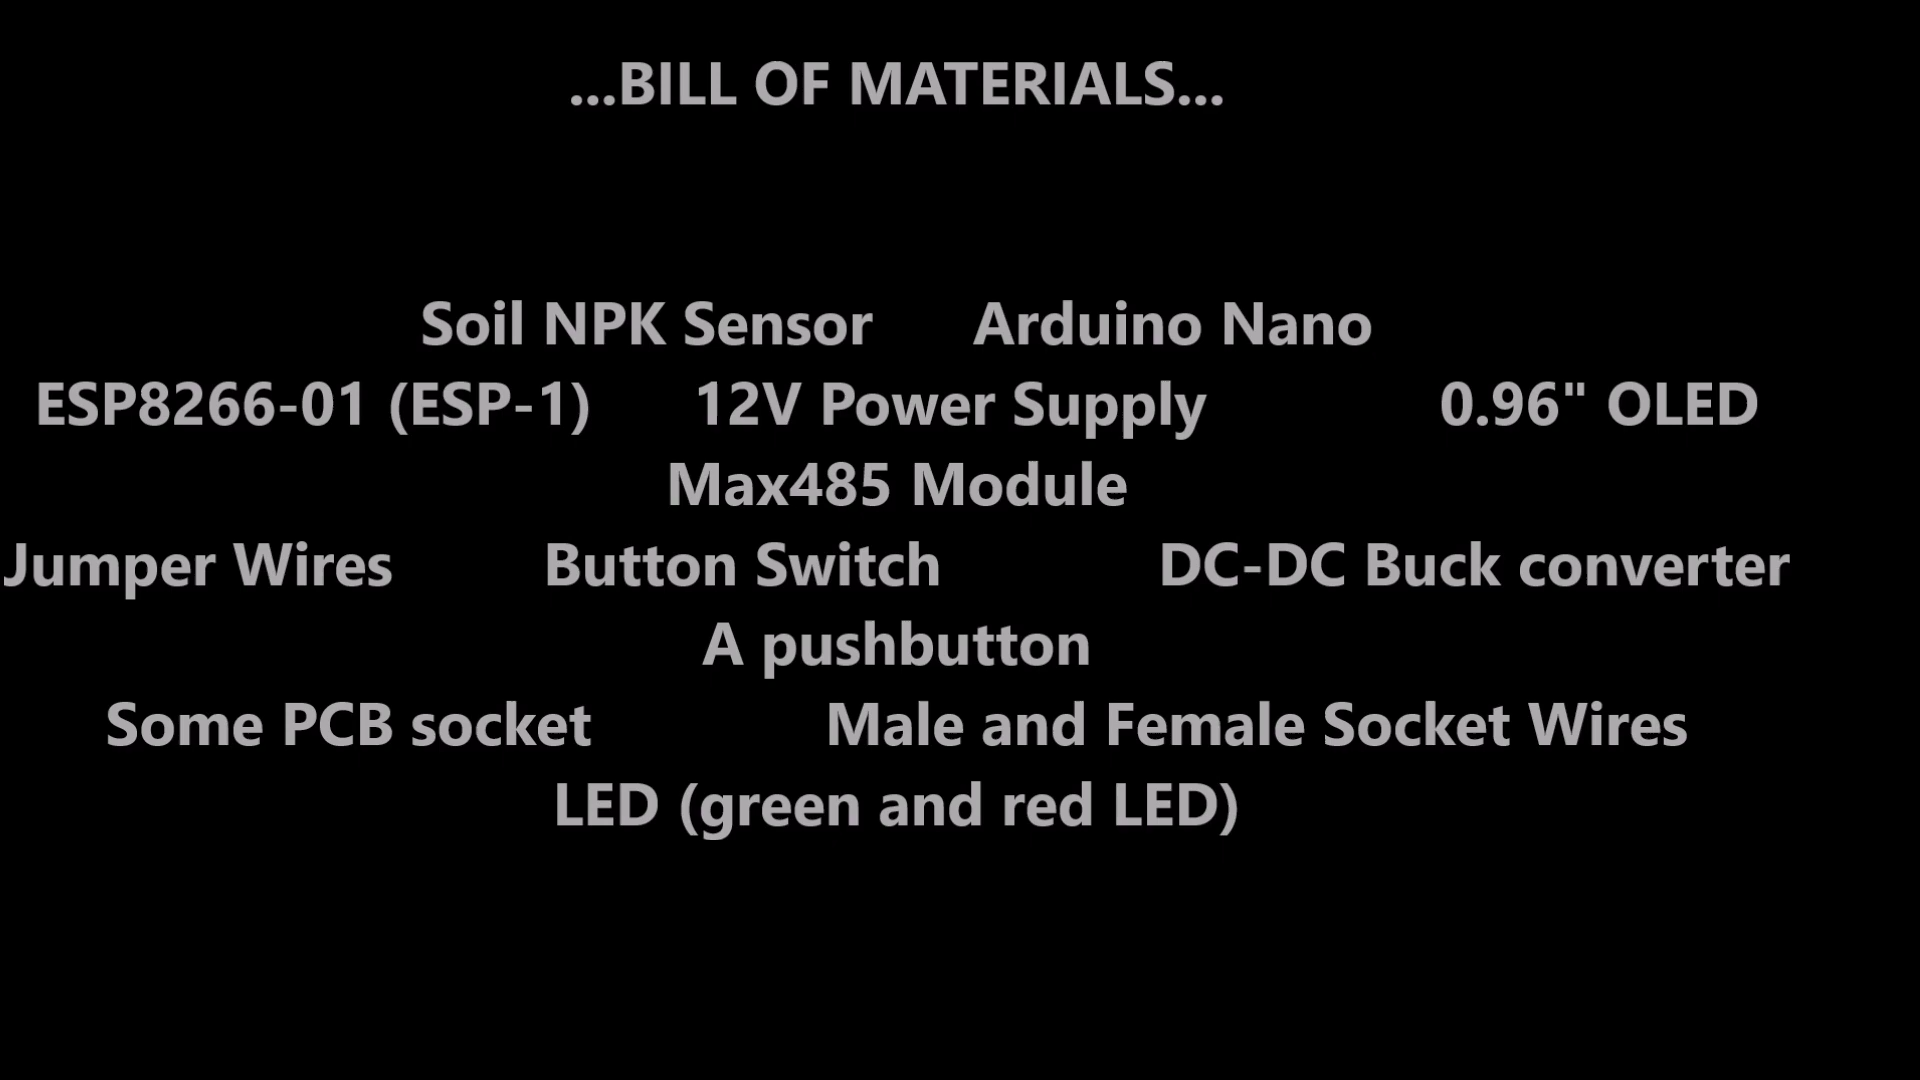 ...BILL OF MATERIALS...
Soil NPK Sensor Arduino Nano
ESP8266-01 (ESP-1) 12V Power Supply 0.96" OLED
Max485 Module
Jumper Wires Button Switch DC-DC Buck converter
A pushbutton
Some PCB socket Male and Female Socket Wires
LED (green and red LED)